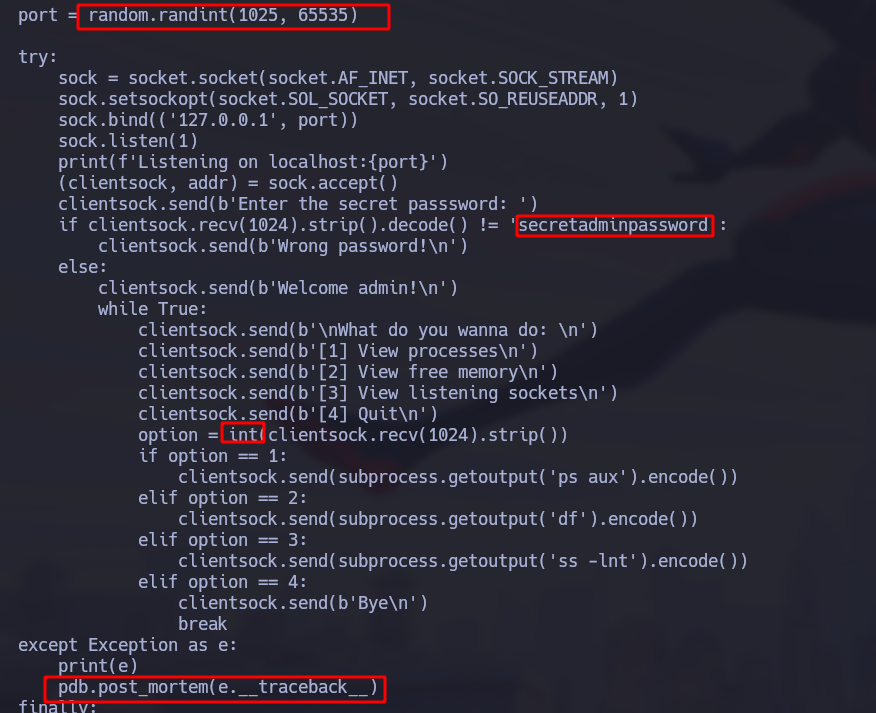 port = random.randint(1025, 65535)
try:
sock = socket.socket(socket.AF_INET, socket.SOCK_STREAM)
sock.setsockopt(socket.SOL_SOCKET, socket.SO_REUSEADDR, 1)
sock.bind(('127.0.0.1', port))
sock.listen(1)
print(f'Listening on localhost:{port}')
(clientsock, addr) = sock.accept()
clientsock.send(b'Enter the secret passsword: ')
if clientsock.recv(1024).strip().decode() != 'secretadminpassword :
clientsock.send(b'Wrong password!\n')
else:
clientsock.send(b'Welcome admin!\n')
while True:
clientsock.send(b'\nWhat do you wanna do: \n')
clientsock.send(b'[1] View processes\n')
clientsock.send(b'[2] View free memory\n')
clientsock.send(b'[3] View listening sockets\n')
clientsock.send(b'[4] Quit\n')
option = int(clientsock.recv(1024).strip())
if option == 1:
clientsock.send(subprocess.getoutput('ps aux').encode())
elif option == 2:
clientsock.send(subprocess.getoutput('df').encode())
elif option == 3:
clientsock.send(subprocess.getoutput('ss -lnt').encode())
elif option == 4:
clientsock.send(b'Bye\n')
break
except Exception as e:
print(e)
pdb.post_mortem(e.__traceback__)
finally: